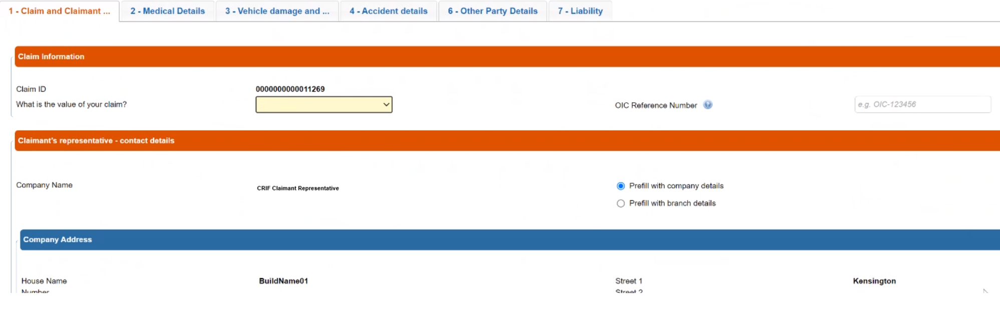 1 - Claim and Claimant ... 2 - Medical Details 3 - Vehicle damage and ... 4 - Accident details 6 - Other Party Details 7 - Liability
Claim Information
Claim ID 0000000000011269
What is the value of your claim? OIC Reference Number e.g. OIC-123456
Claimant's representative - contact details
Company Name CRIF Claimant Representative Prefill with company details
Prefill with branch details
Company Address
House Name BuildName01 Street 1 Kensington
Number Street 2